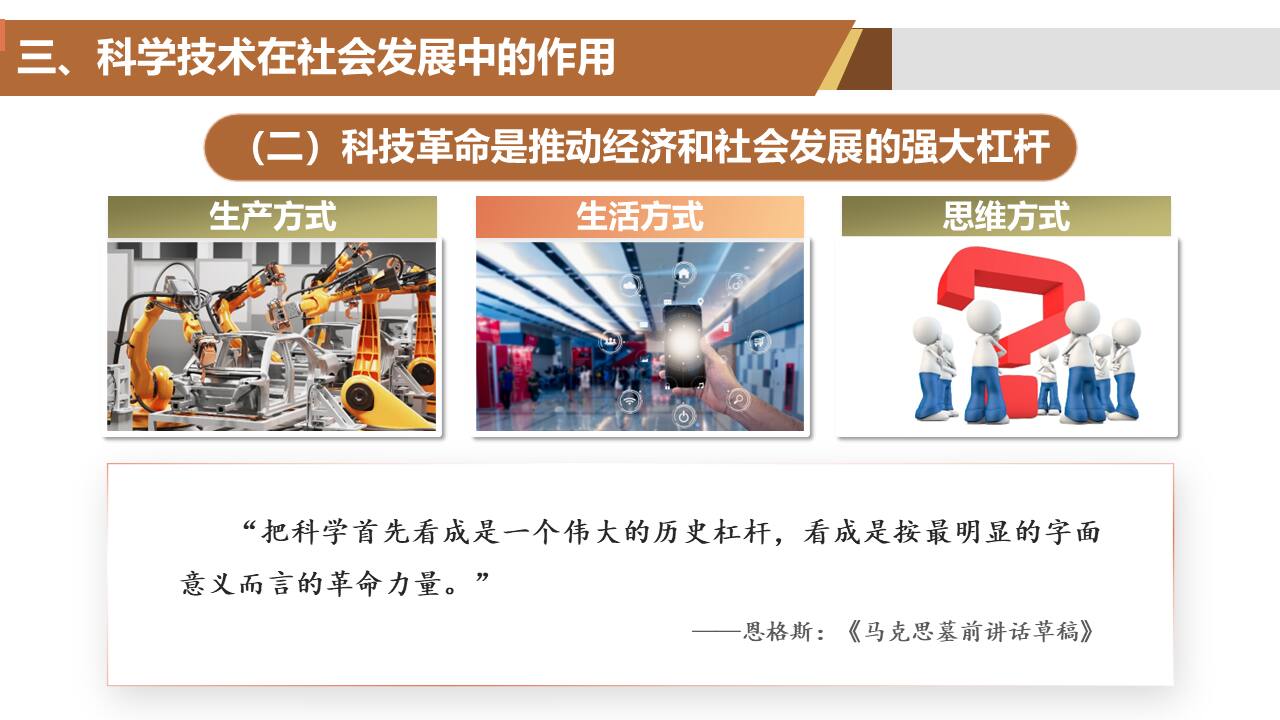 三、科学技术在社会发展中的作用
（二）科技革命是推动经济和社会发展的强大杠杆
生产方式
生活方式
思维方式
“把科学首先看成是一个伟大的历史杠杆，看成是按最明显的字面
意义而言的革命力量。”
——恩格斯：《马克思墓前讲话草稿》